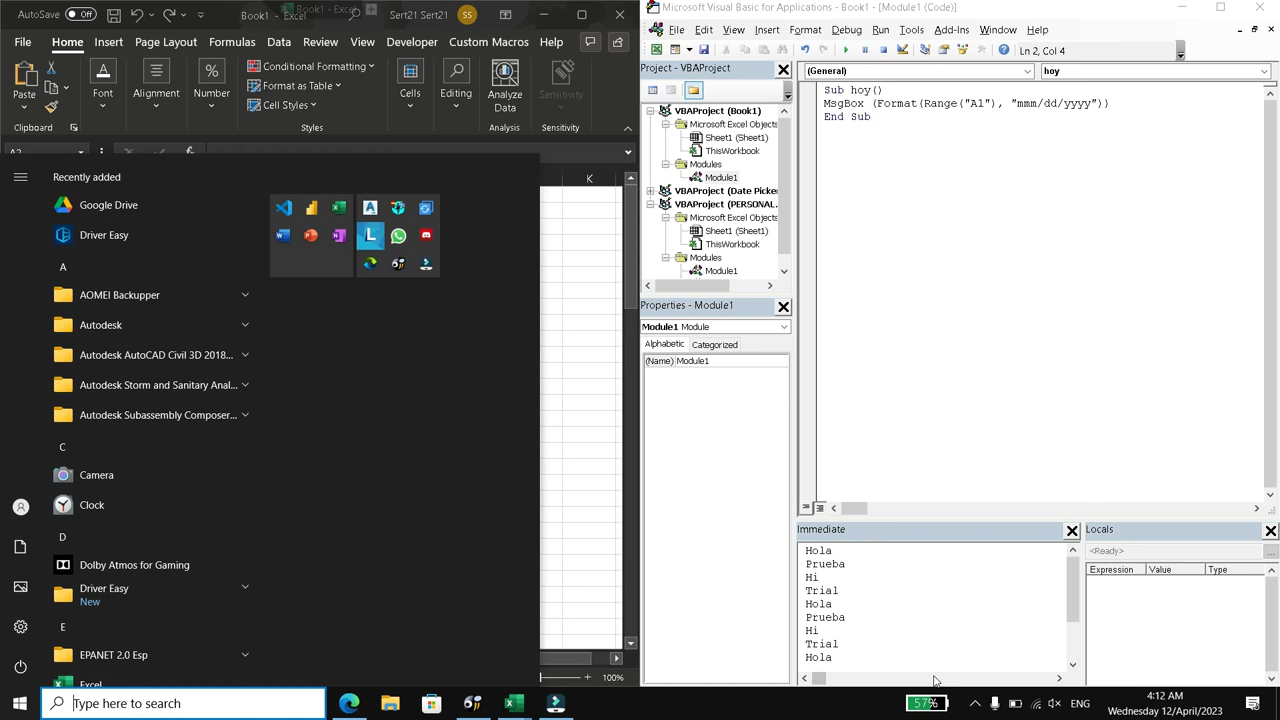 AutoSave Off
Book1 - Excel
Book1 - Excel
Sert21 Sert21 SS
File Home Insert Page Layout Formulas Data Review View Developer Custom Macros Help
Paste
Clipboard
Font
Alignment
Number
Conditional Formatting
Format as Table
Cell Styles
Styles
Cells
Editing
Analyze
Data
Analysis
Sensitivity
Sensitivity
K
100%
Recently added
Google Drive
Driver Easy
A
AOMEI Backupper
Autodesk
Autodesk AutoCAD Civil 3D 2018...
Autodesk Storm and Sanitary Anal...
Autodesk Subassembly Composer...
C
Camera
Clock
D
Dolby Atmos for Gaming
Driver Easy
New
E
EPANET 2.0 Esp
Excel
Type here to search
Microsoft Visual Basic for Applications - Book1 - [Module1 (Code)]
File Edit View Insert Format Debug Run Tools Add-Ins Window Help
Ln 2, Col 4
Project - VBAProject
VBAProject (Book1)
Microsoft Excel Objects
Sheet1 (Sheet1)
ThisWorkbook
Modules
Module1
VBAProject (Date Picke
VBAProject (PERSONAL.
Microsoft Excel Objects
Sheet1 (Sheet1)
ThisWorkbook
Modules
Module1
Properties - Module1
Module1 Module
Alphabetic Categorized
(Name) Module1
(General)
hoy
Sub hoy()
MsgBox (Format(Range("A1"), "mmm/dd/yyyy"))
End Sub
Immediate
Hola
Prueba
Hi
Trial
Hola
Prueba
Hi
Trial
Hola
Locals
<Ready>
Expression Value Type
57%
ENG
4:12 AM
Wednesday 12/April/2023